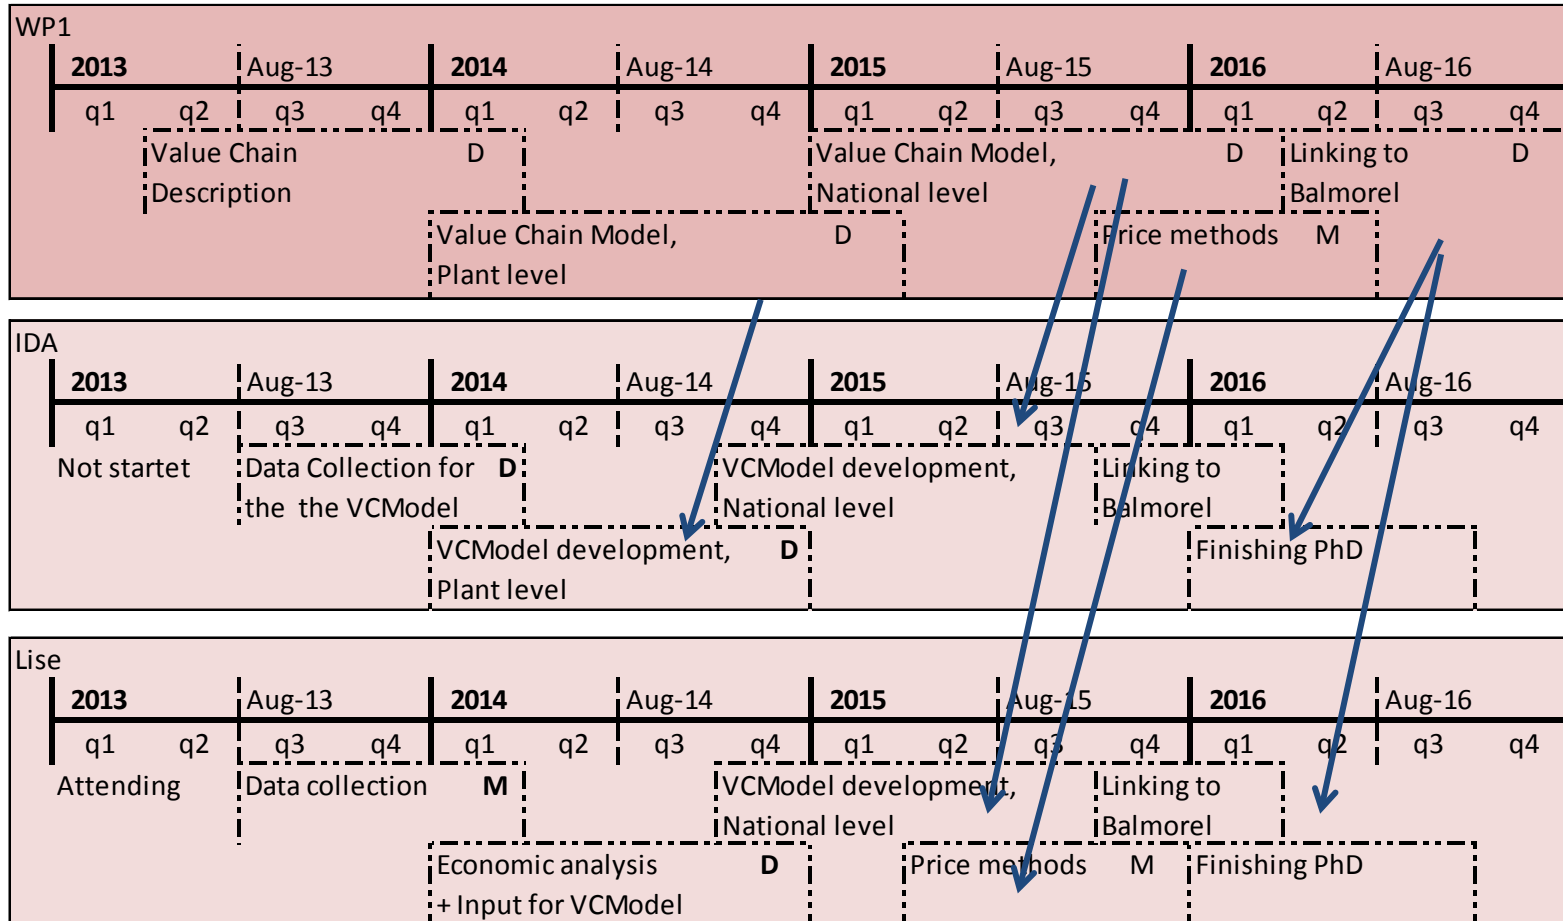 WP1
2013 Aug-13 2014 Aug-14 2015 Aug-15 2016 Aug-16
q1 q2 q3 q4 q1 q2 q3 q4 q1 q2 q3 q4 q1 q2 q3 q4
Value Chain D Value Chain Model, D Linking to D
Description National level Balmorel
Value Chain Model, D Price methods M
Plant level
IDA
2013 Aug-13 2014 Aug-14 2015 Aug-15 2016 Aug-16
q1 q2 q3 q4 q1 q2 q3 q4 q1 q2 q3 q4 q1 q2 q3 q4
Not startet Data Collection for D VCModel development, Linking to
the the VCModel National level Balmorel
VCModel development, D Finishing PhD
Plant level
Lise
2013 Aug-13 2014 Aug-14 2015 Aug-15 2016 Aug-16
q1 q2 q3 q4 q1 q2 q3 q4 q1 q2 q3 q4 q1 q2 q3 q4
Attending Data collection M VCModel development, Linking to
National level Balmorel
Economic analysis D Price methods M Finishing PhD
+ Input for VCModel